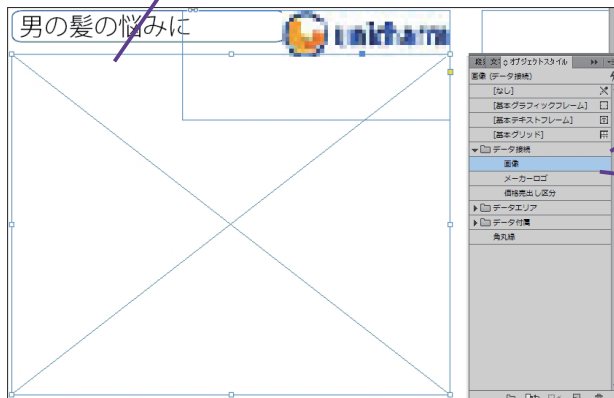 男の髪の悩みに
unicharm
段 文 オブジェクトスタイル
画像 (データ接続)
[なし]
[基本グラフィックフレーム]
[基本テキストフレーム]
[基本グリッド]
データ接続
画像
メーカーロゴ
価格売出し区分
データエリア
データ付属
角丸線